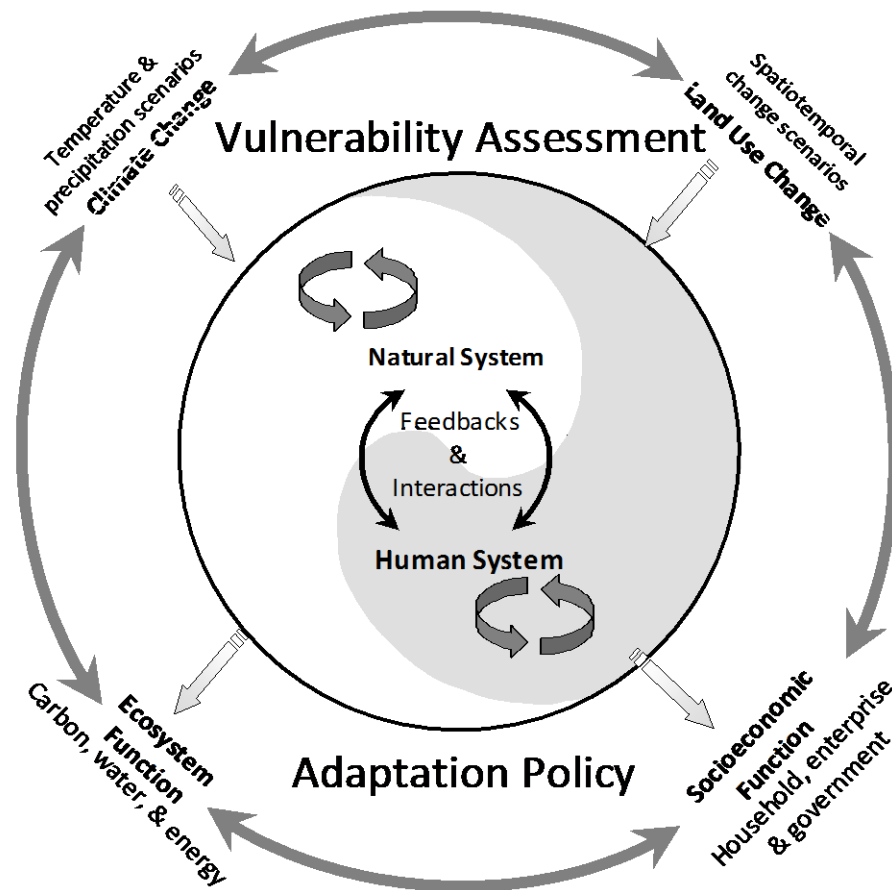 Temperature &
precipitation scenarios
Climate Change
Spatiotemporal
change scenarios
Land Use Change
Vulnerability Assessment
Natural System
Feedbacks
&
Interactions
Human System
Ecosystem
Function
Carbon, water, & energy
Adaptation Policy
Socioeconomic
Function
Household, enterprise
& government